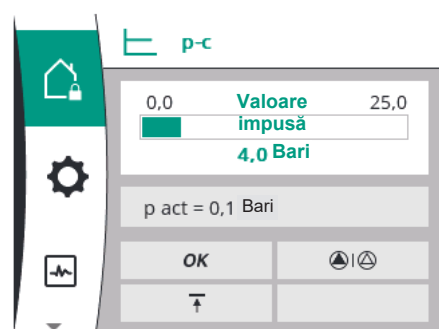 p-c
0,0 Valoare 25,0
impusă
4,0 Bari
p act = 0,1 Bari
OK